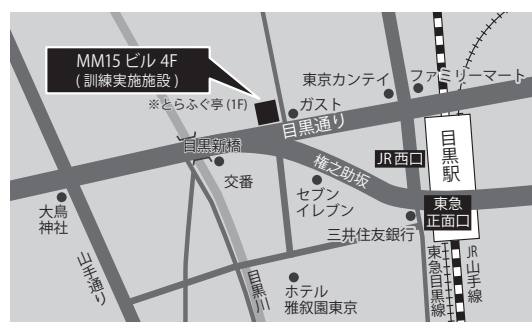 MM15 ビル 4F
(訓練実施施設)
※とらふぐ亭 (1F)
ガスト
東京カンテイ
ファミリーマート
目黒通り
目黒新橋
交番
権之助坂
JR 西口
目黒駅
東急
正面口
セブン
イレブン
三井住友銀行
大鳥
神社
山手通り
目黒川
ホテル
雅叙園東京
東急目黒線
JR山手線